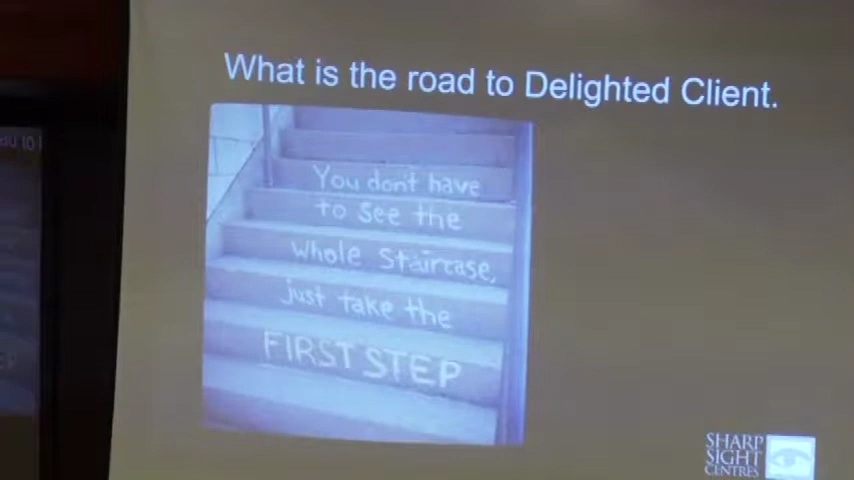 What is the road to Delighted Client.
You don't have
to see the
whole staircase,
just take the
FIRST STEP
SHARP
SIGHT
CENTRES